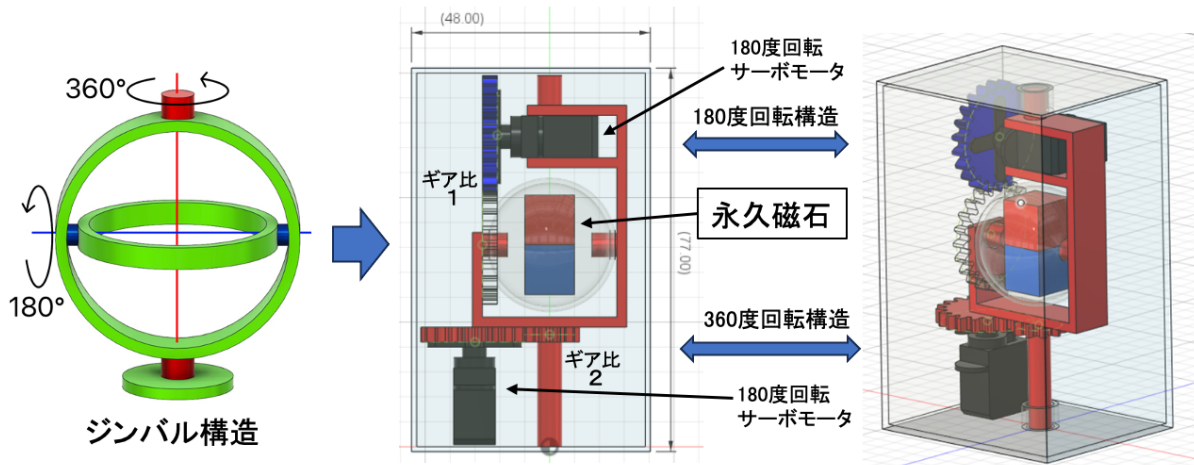 360°
180°
ジンバル構造
(48.00)
180度回転
サーボモータ
ギア比
1
永久磁石
(77.00)
ギア比
2
180度回転
サーボモータ
180度回転構造
360度回転構造